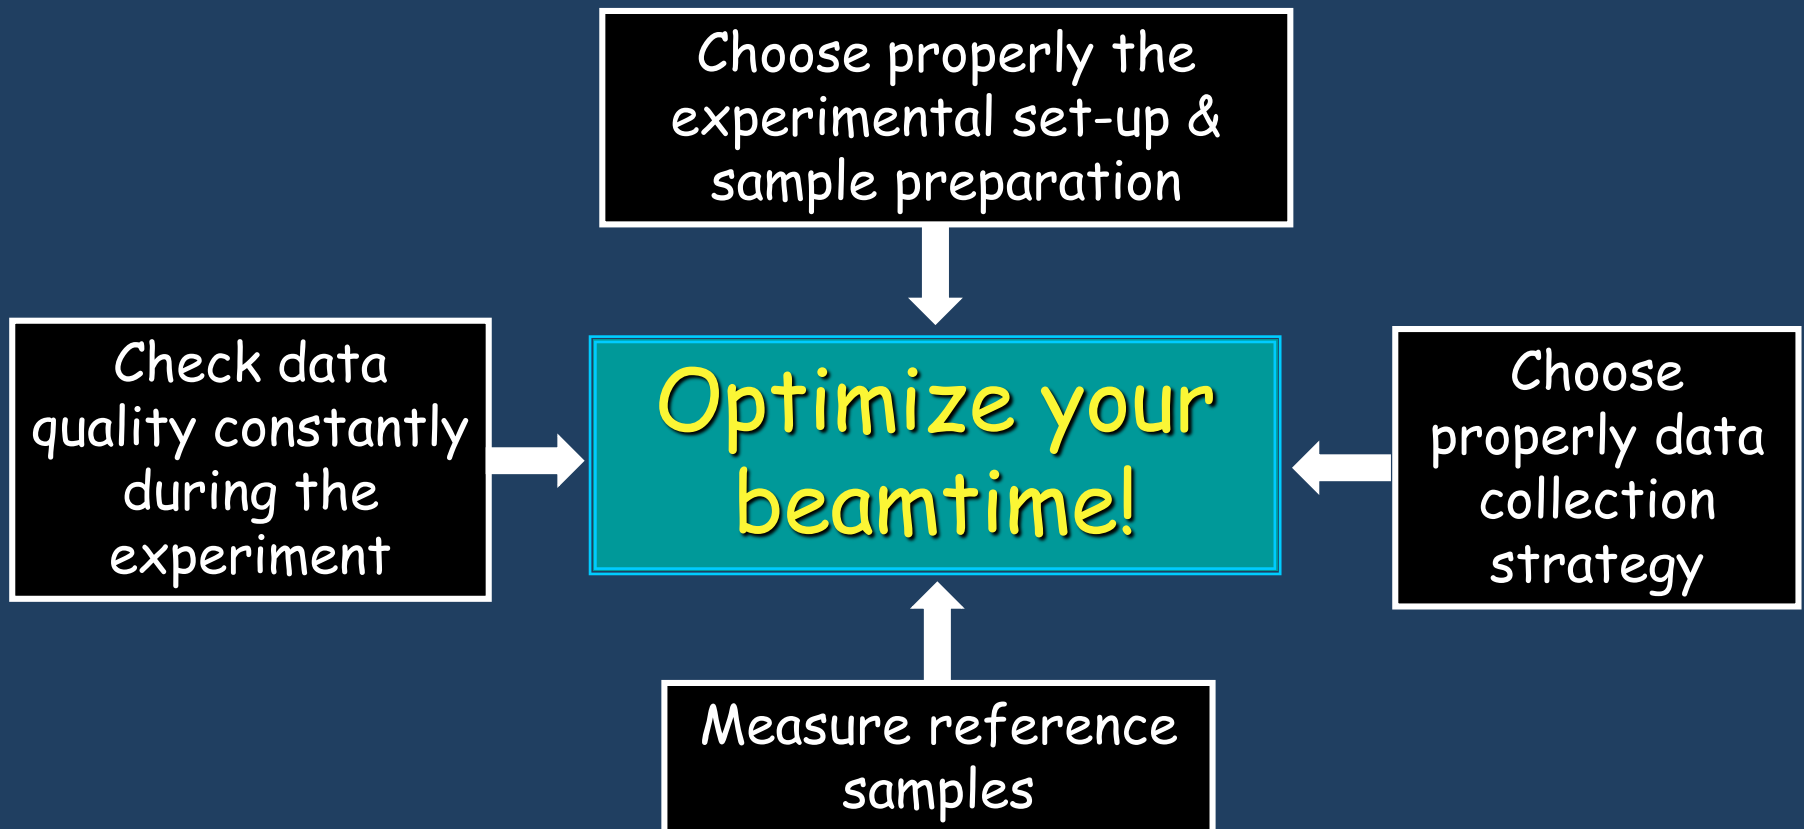 Choose properly the
experimental set-up &
sample preparation
Check data
quality constantly
during the
experiment
Optimize your
beamtime!
Choose
properly data
collection
strategy
Measure reference
samples